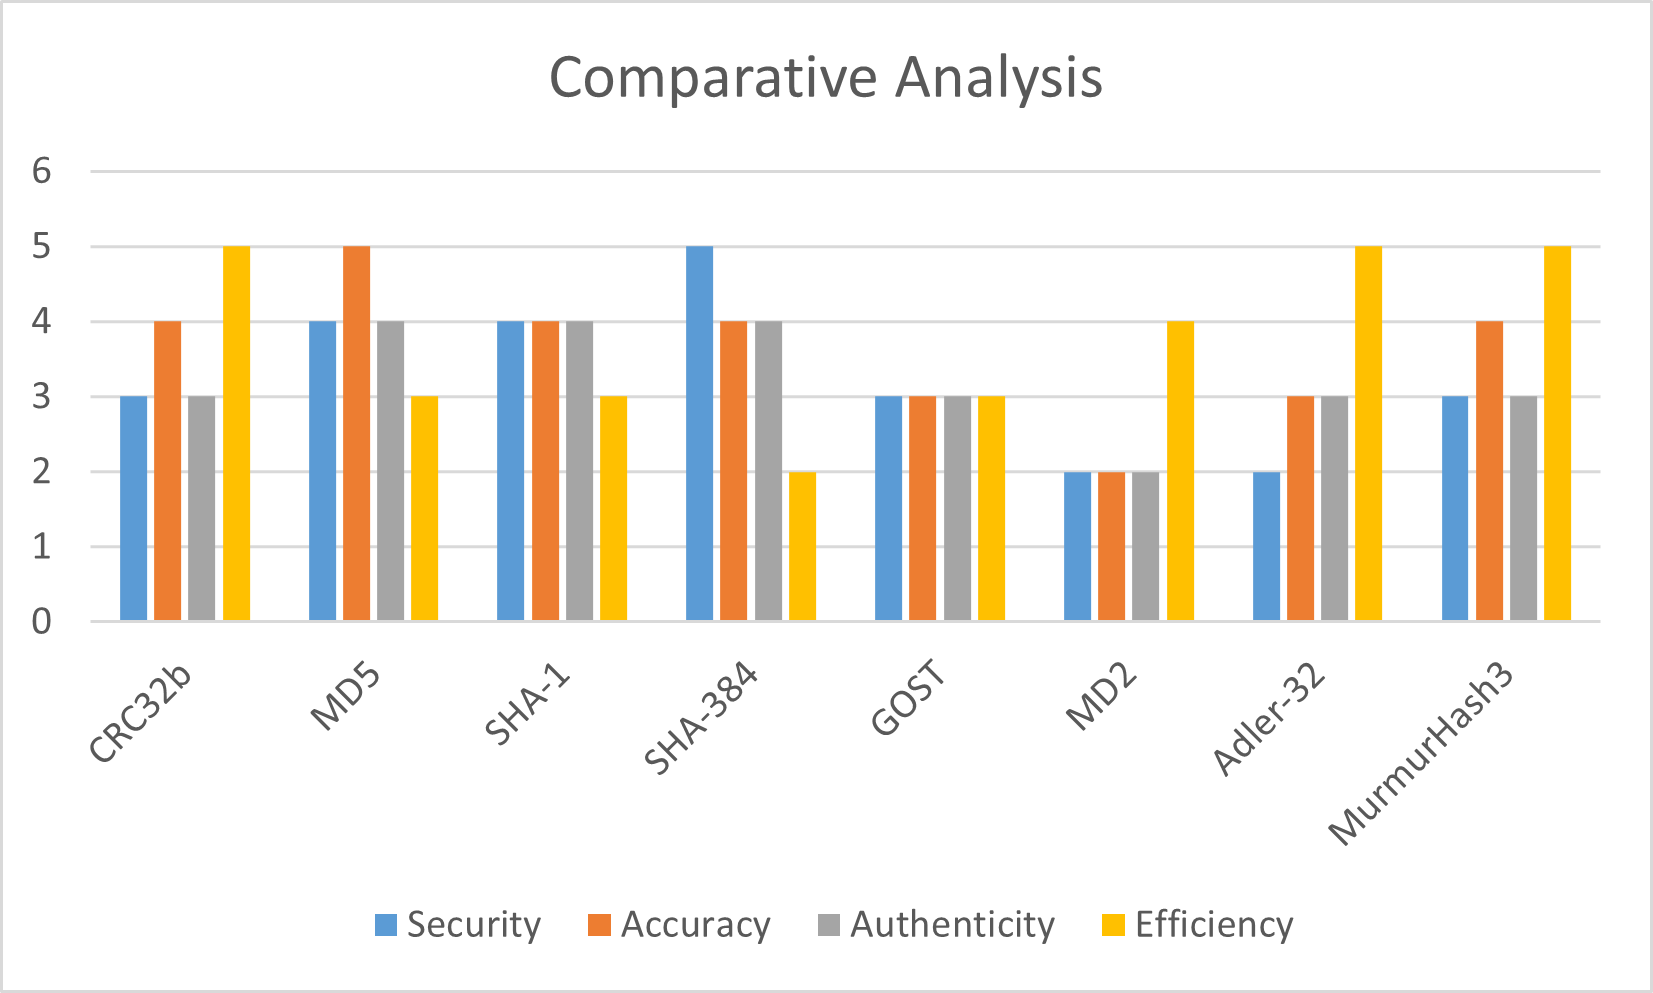 Comparative Analysis
6
5
4
3
2
1
0
CRC32b
MD5
SHA-1
SHA-384
GOST
MD2
Adler-32
MurmurHash3
Security Accuracy Authenticity Efficiency